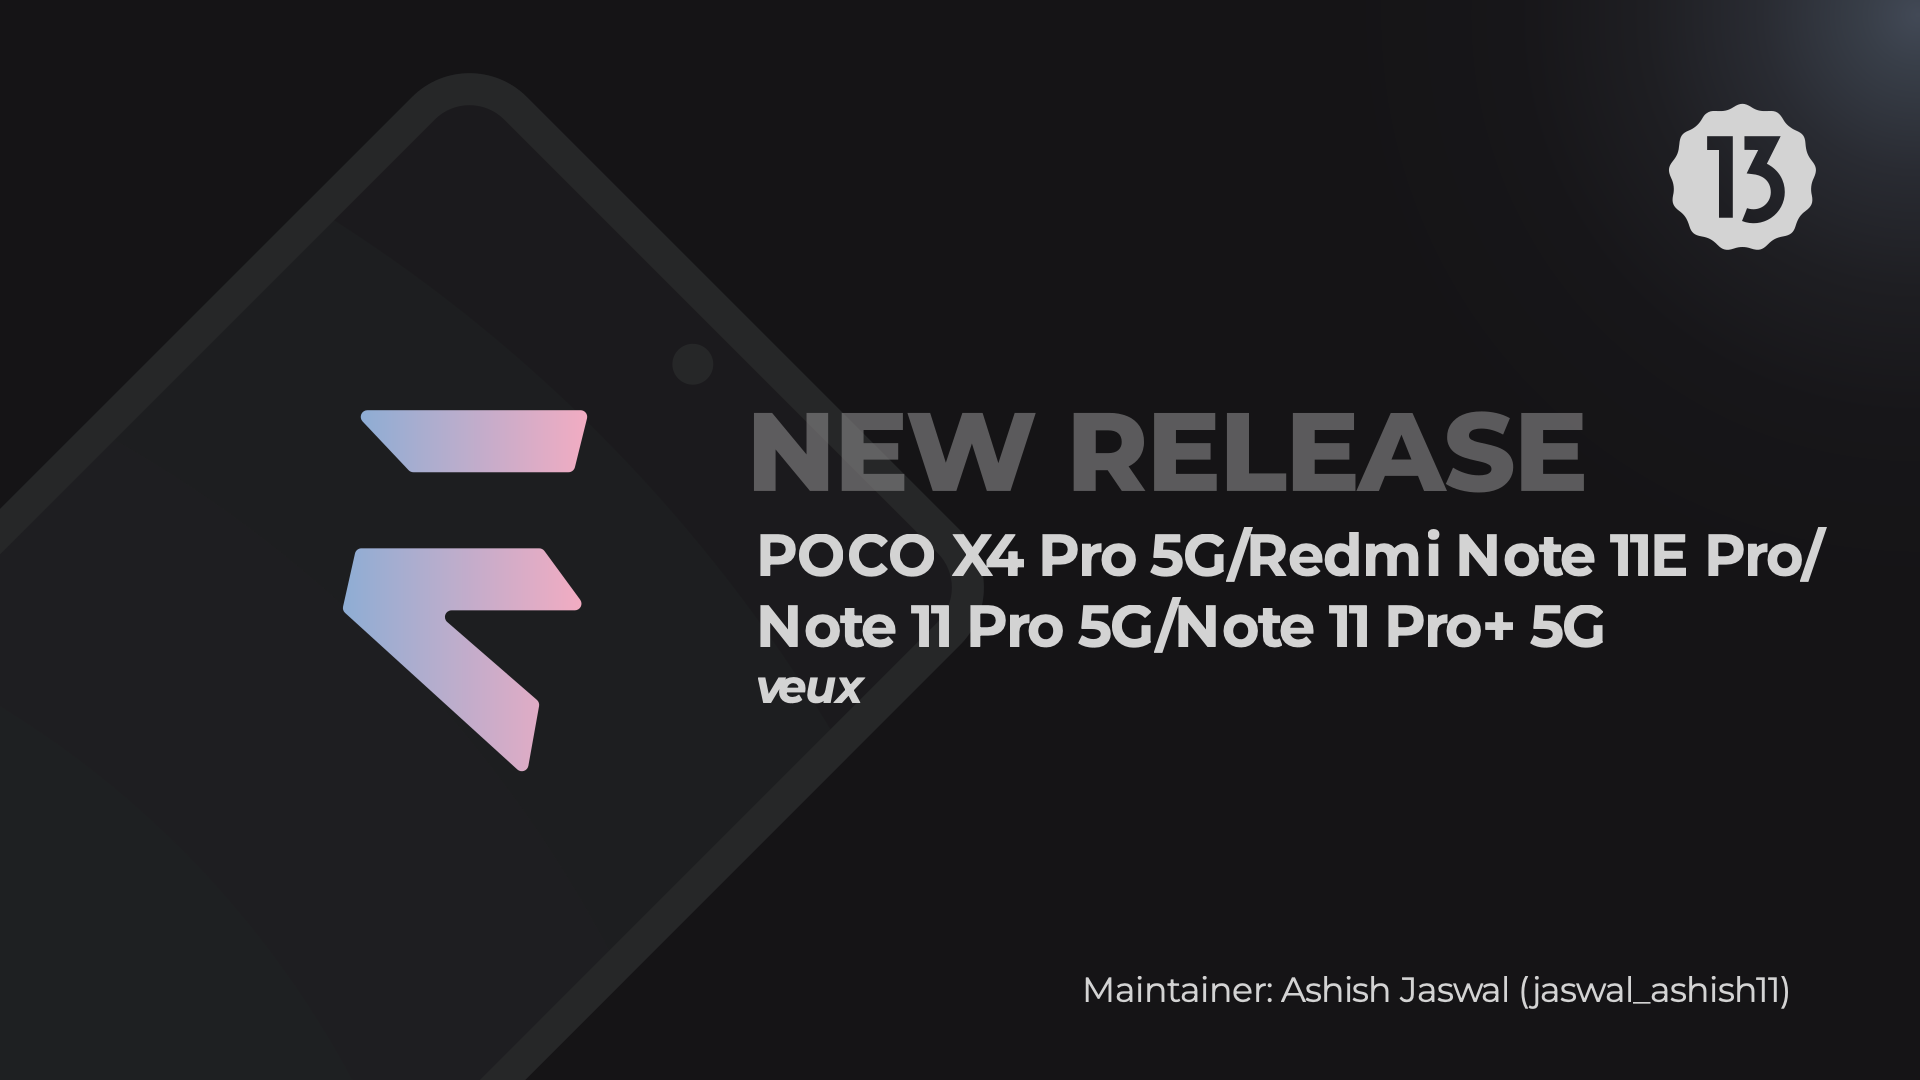 13
NEW RELEASE
POCO X4 Pro 5G/Redmi Note 11E Pro/
Note 11 Pro 5G/Note 11 Pro+ 5G
veux
Maintainer: Ashish Jaswal (jaswal_ashish11)